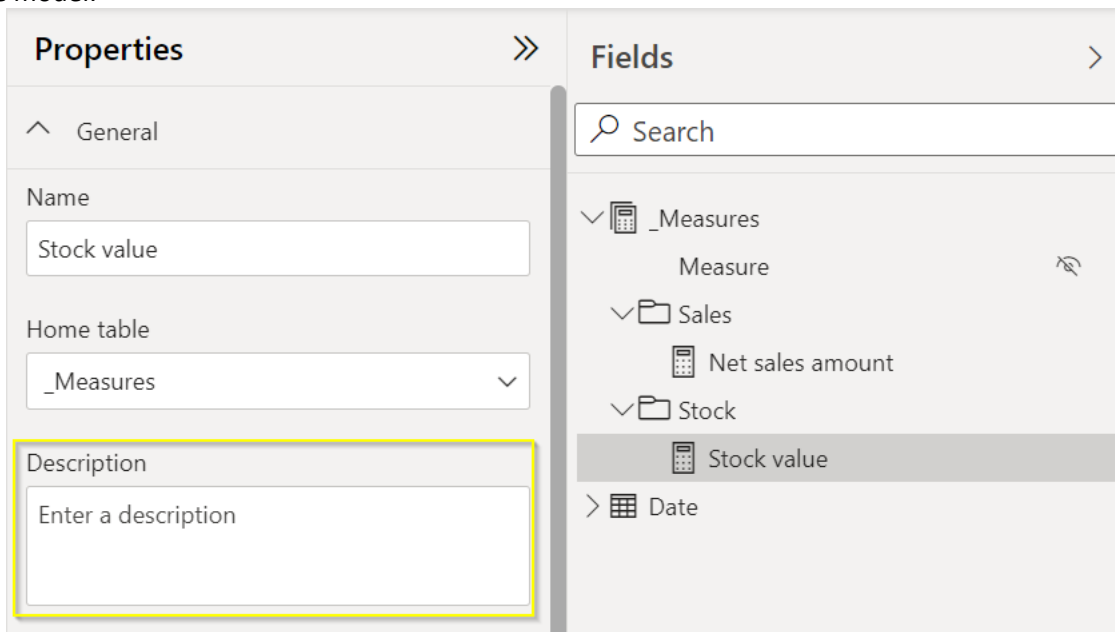 model.
Properties
General
Name
Stock value
Home table
_Measures
Description
Enter a description
Fields
Search
_Measures
Measure
Sales
Net sales amount
Stock
Stock value
Date